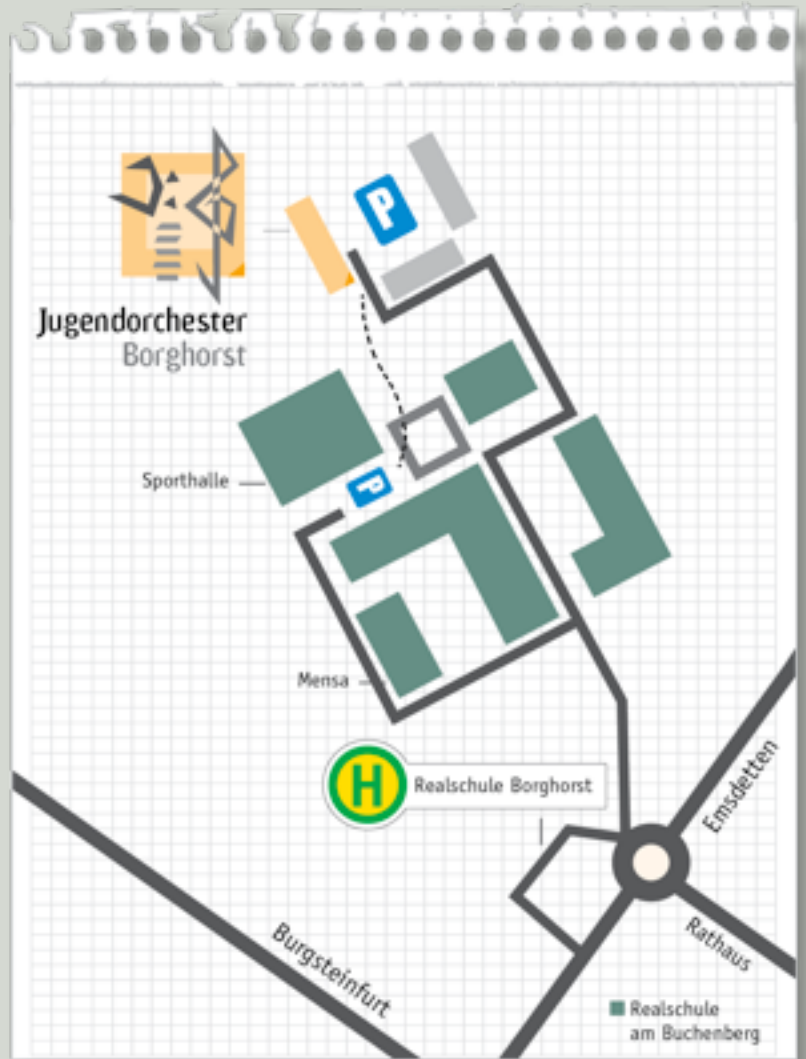 P
Jugendorchester
Borghorst
Sporthalle
P
Mensa
H
Realschule Borghorst
Emsdetten
Rathaus
Burgsteinfurt
Realschule
am Buchenberg